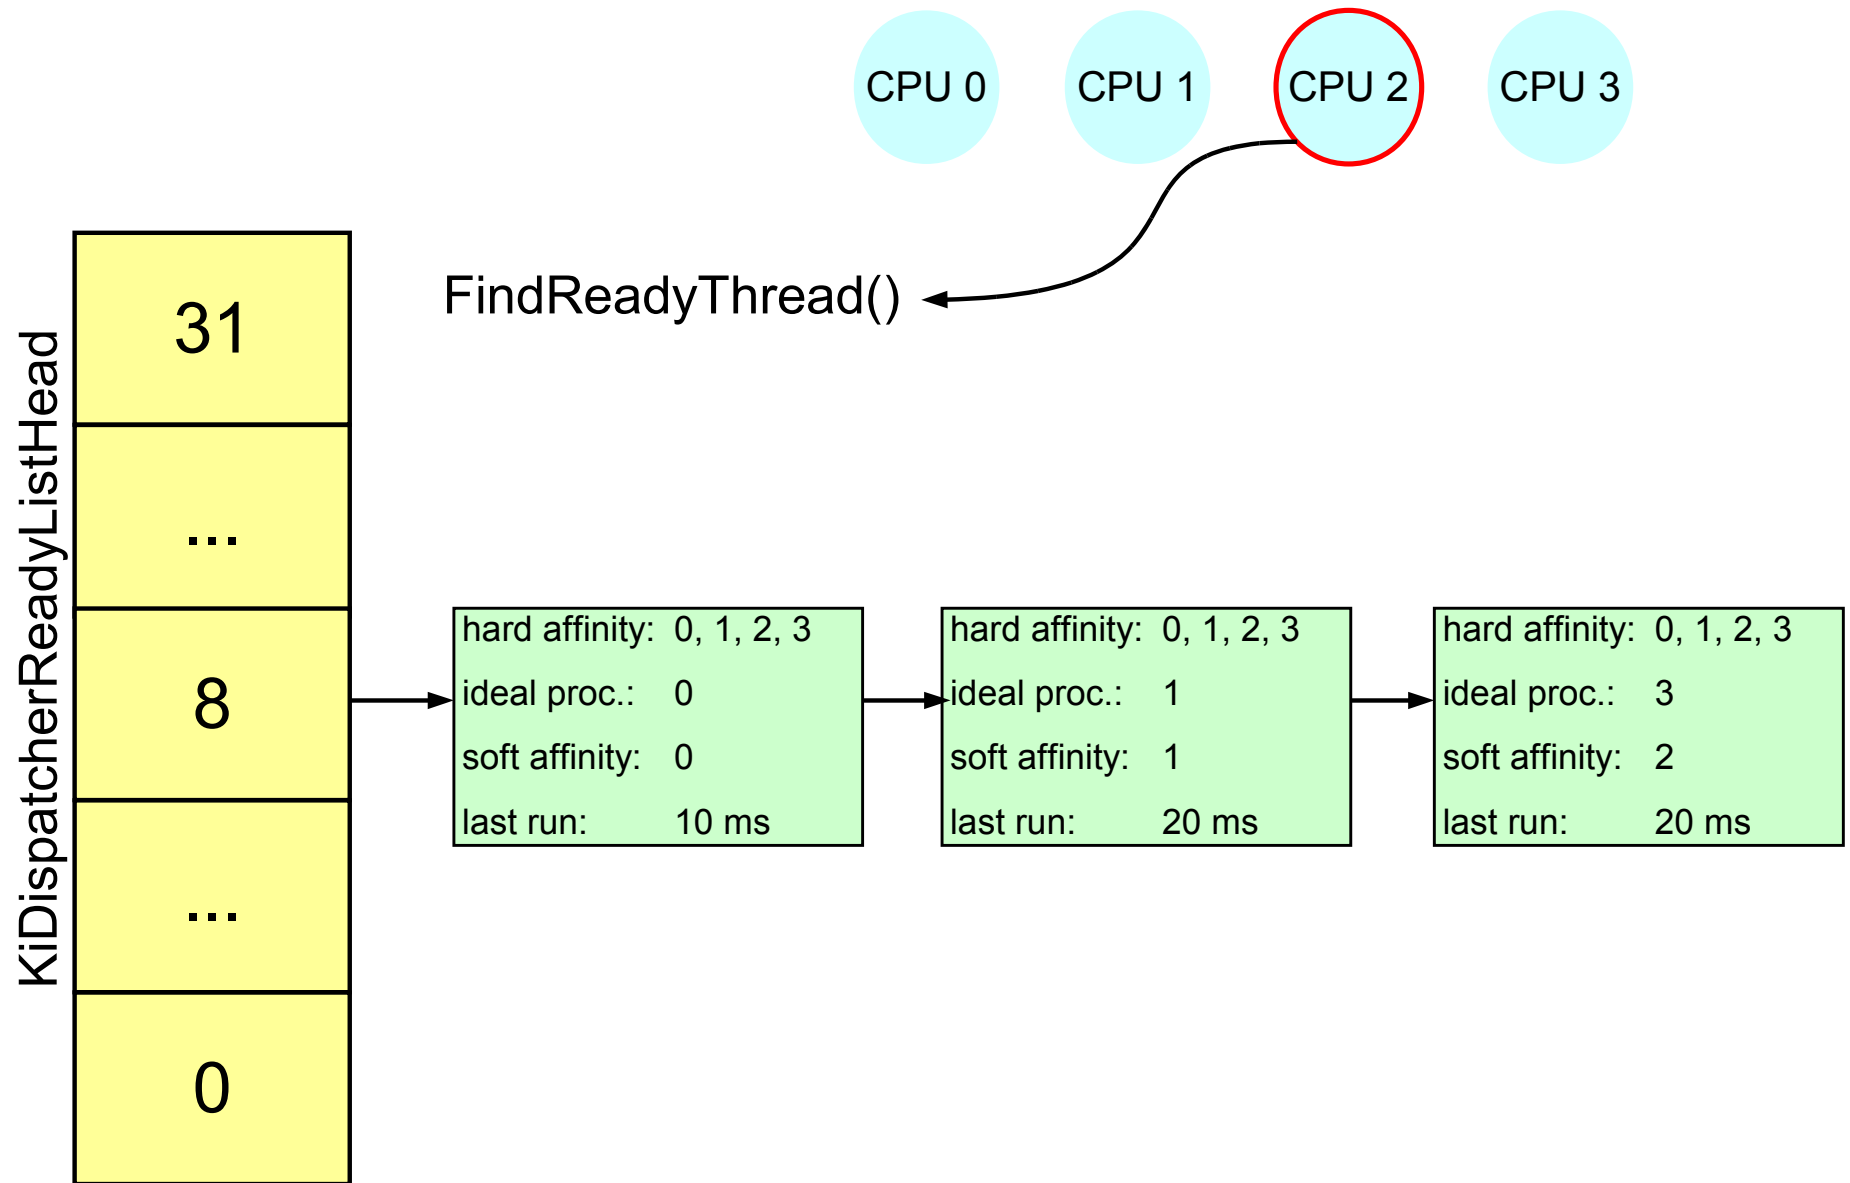 CPU 0
CPU 1
CPU 2
CPU 3
FindReadyThread()
KiDispatcherReadyListHead
31
...
8
...
0
hard affinity: 0, 1, 2, 3
ideal proc.: 0
soft affinity: 0
last run: 10 ms
hard affinity: 0, 1, 2, 3
ideal proc.: 1
soft affinity: 1
last run: 20 ms
hard affinity: 0, 1, 2, 3
ideal proc.: 3
soft affinity: 2
last run: 20 ms